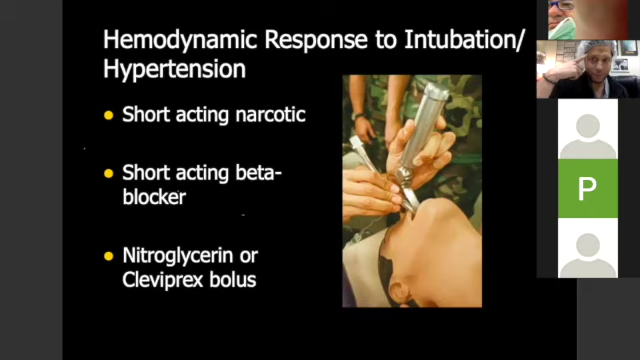 Hemodynamic Response to Intubation/
Hypertension
Short acting narcotic
Short acting beta-
blocker
Nitroglycerin or
Cleviprex bolus
P